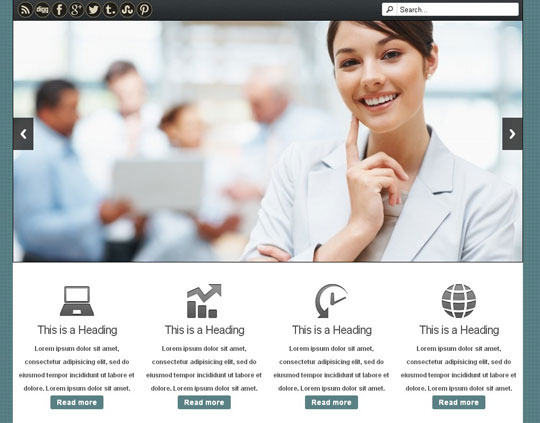 digg
Search...
This is a Heading
Lorem ipsum dolor sit amet,
consectetur adipisicing elit, sed do
eiusmod tempor incididunt ut labore et
dolore. Lorem ipsum dolor sit amet.
Read more
This is a Heading
Lorem ipsum dolor sit amet,
consectetur adipisicing elit, sed do
eiusmod tempor incididunt ut labore et
dolore. Lorem ipsum dolor sit amet.
Read more
This is a Heading
Lorem ipsum dolor sit amet,
consectetur adipisicing elit, sed do
eiusmod tempor incididunt ut labore et
dolore. Lorem ipsum dolor sit amet.
Read more
This is a Heading
Lorem ipsum dolor sit amet,
consectetur adipisicing elit, sed do
eiusmod tempor incididunt ut labore et
dolore. Lorem ipsum dolor sit amet.
Read more